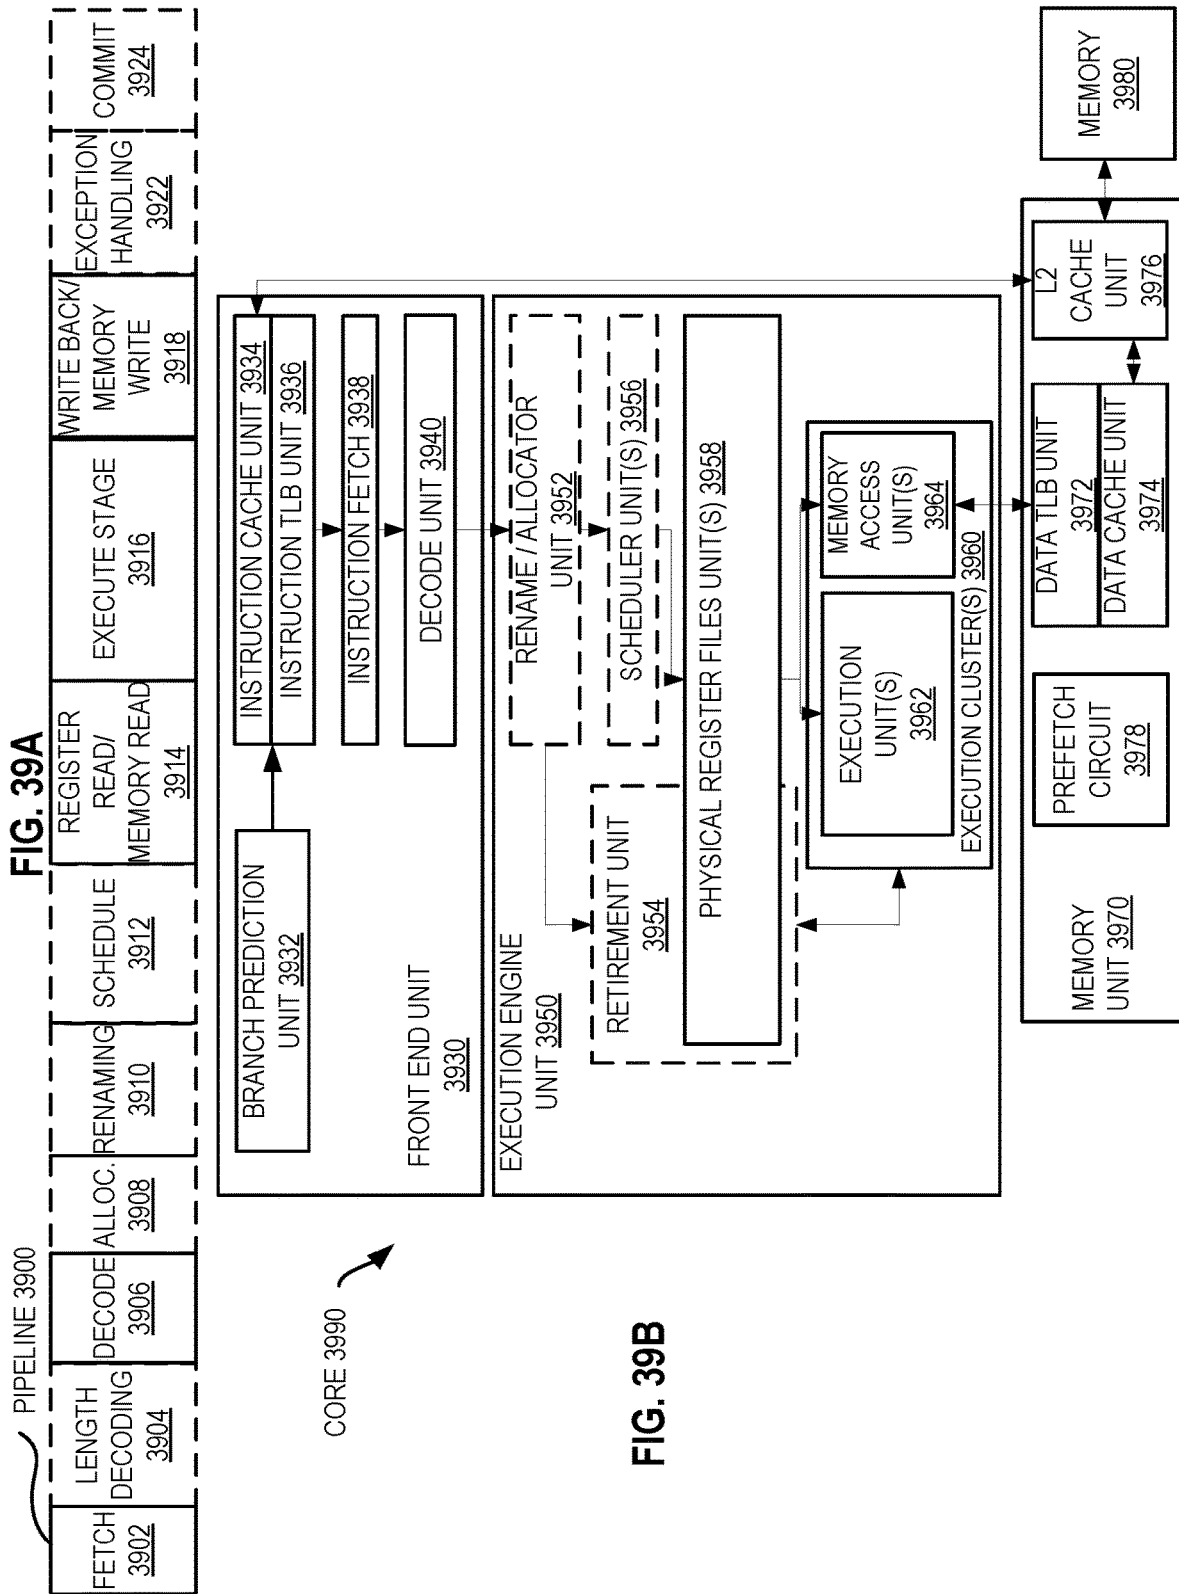 FIG. 39A
PIPELINE 3900
FETCH
3902
LENGTH
DECODING
3904
DECODE
3906
ALLOC.
3908
RENAMING
3910
SCHEDULE
3912
REGISTER
READ/
MEMORY READ
3914
EXECUTE STAGE
3916
WRITE BACK/
MEMORY
WRITE
3918
EXCEPTION
HANDLING
3922
COMMIT
3924
CORE 3990
FRONT END UNIT
3930
BRANCH PREDICTION
UNIT 3932
INSTRUCTION CACHE UNIT 3934
INSTRUCTION TLB UNIT 3936
INSTRUCTION FETCH 3938
DECODE UNIT 3940
EXECUTION ENGINE
UNIT 3950
RENAME / ALLOCATOR
UNIT 3952
RETIREMENT UNIT
3954
SCHEDULER UNIT(S) 3956
PHYSICAL REGISTER FILES UNIT(S) 3958
EXECUTION
UNIT(S)
3962
MEMORY
ACCESS
UNIT(S)
3964
EXECUTION CLUSTER(S) 3960
MEMORY
UNIT 3970
PREFETCH
CIRCUIT
3978
DATA TLB UNIT
3972
DATA CACHE UNIT
3974
L2
CACHE
UNIT
3976
MEMORY
3980
FIG. 39B